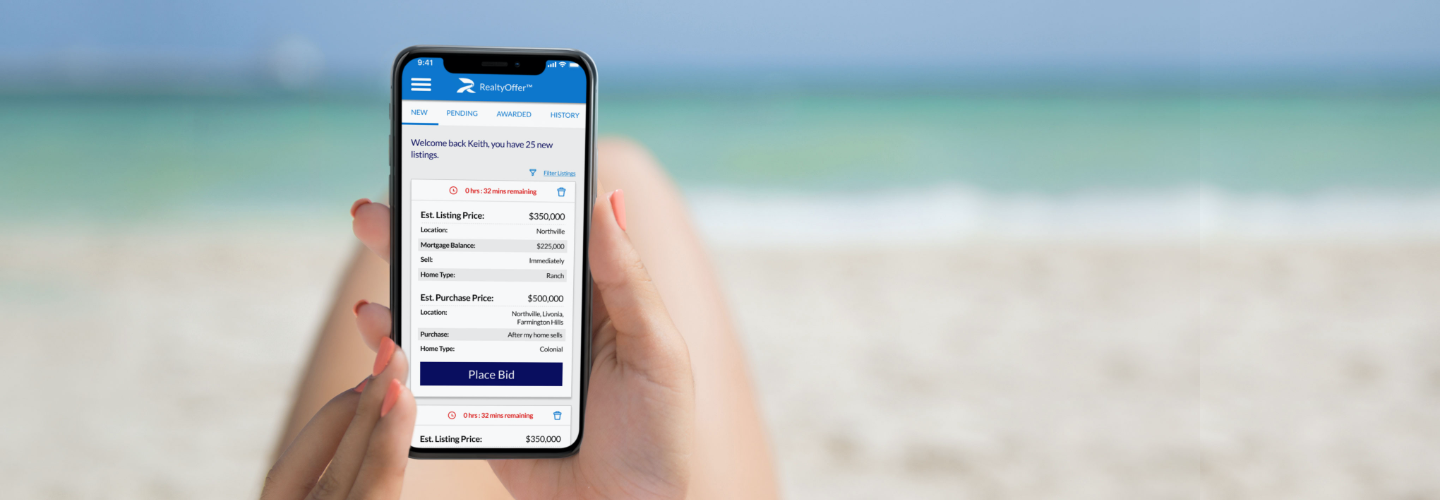 9:41
RealtyOffer™
NEW PENDING AWARDED HISTORY
Welcome back Keith, you have 25 new
listings.
Filter Listings
0 hrs : 32 mins remaining
Est. Listing Price: $350,000
Location: Northville
Mortgage Balance: $225,000
Sell: Immediately
Home Type: Ranch
Est. Purchase Price: $500,000
Location: Northville, Livonia,
Farmington Hills
Purchase: After my home sells
Home Type: Colonial
Place Bid
0 hrs : 32 mins remaining
Est. Listing Price: $350,000